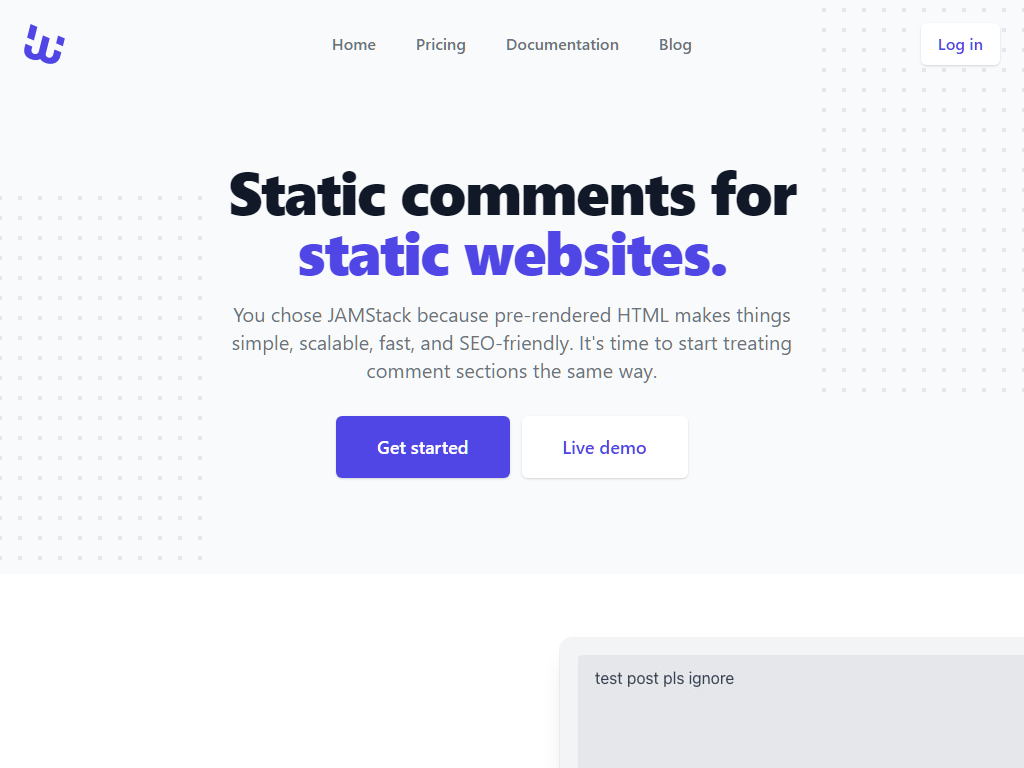 Home
Pricing
Documentation
Blog
Log in
Static comments for
static websites.
You chose JAMStack because pre-rendered HTML makes things
simple, scalable, fast, and SEO-friendly. It's time to start treating
comment sections the same way.
Get started
Live demo
test post pls ignore